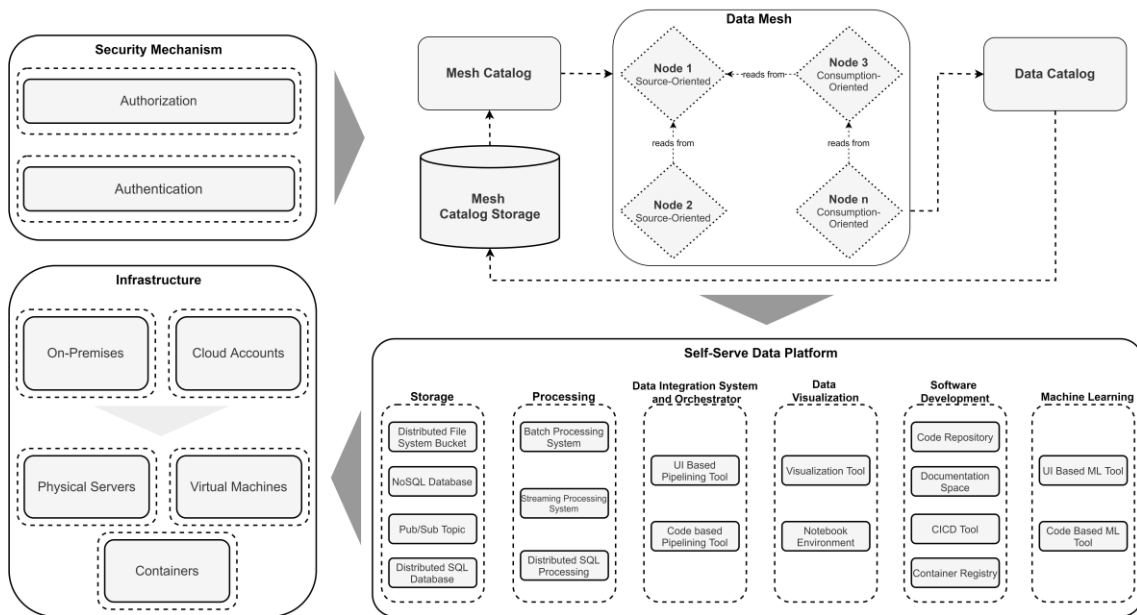 Security Mechanism
Authorization
Authentication
Data Mesh
Mesh Catalog
Node 1
Source-Oriented
reads from
Node 3
Consumption-
Oriented
Data Catalog
reads from
reads from
Mesh
Catalog Storage
Node 2
Source-Oriented
Node n
Consumption-
Oriented
Infrastructure
On-Premises
Cloud Accounts
Physical Servers
Virtual Machines
Containers
Self-Serve Data Platform
Storage
Distributed File
System Bucket
NoSQL Database
Pub/Sub Topic
Distributed SQL
Database
Processing
Batch Processing
System
Streaming Processing
System
Distributed SQL
Processing
Data Integration System
and Orchestrator
UI Based
Pipelining Tool
Code based
Pipelining Tool
Data
Visualization
Visualization Tool
Notebook
Environment
Software
Development
Code Repository
Documentation
Space
CICD Tool
Container Registry
Machine Learning
UI Based ML Tool
Code Based ML
Tool